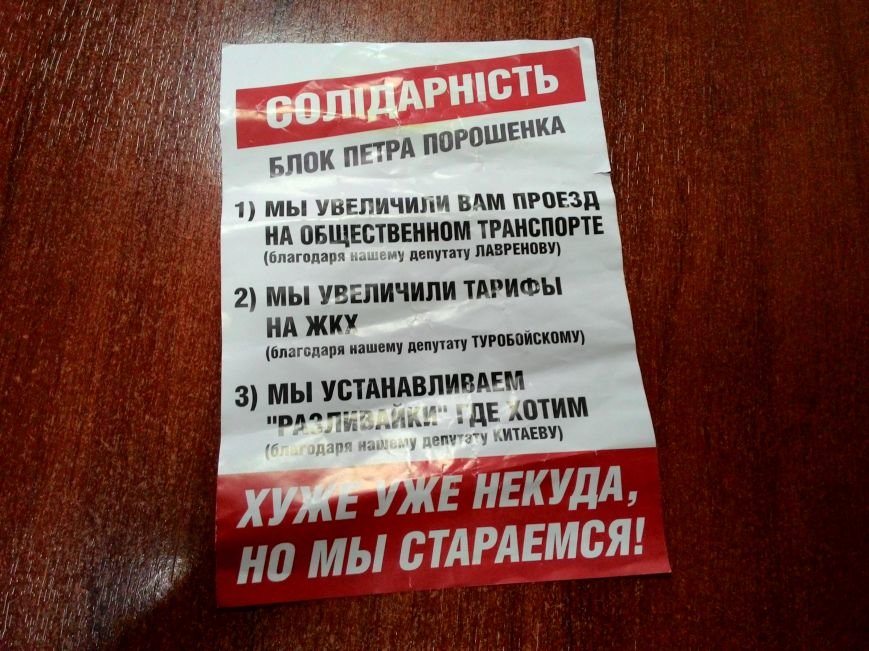 СОЛІДАРНІСТЬ
БЛОК ПЕТРА ПОРОШЕНКА
1) МЫ УВЕЛИЧИЛИ ВАМ ПРОЕЗД
НА ОБЩЕСТВЕННОМ ТРАНСПОРТЕ
(благодаря нашему депутату ЛАВРЕНОВУ)
2) МЫ УВЕЛИЧИЛИ ТАРИФЫ
НА ЖКХ
(благодаря нашему депутату ТУРОБОЙСКОМУ)
3) МЫ УСТАНАВЛИВАЕМ
"РАЗЛИВАЙКИ" ГДЕ ХОТИМ
(благодаря нашему депутату КИТАЕВУ)
ХУЖЕ УЖЕ НЕКУДА,
НО МЫ СТАРАЕМСЯ!